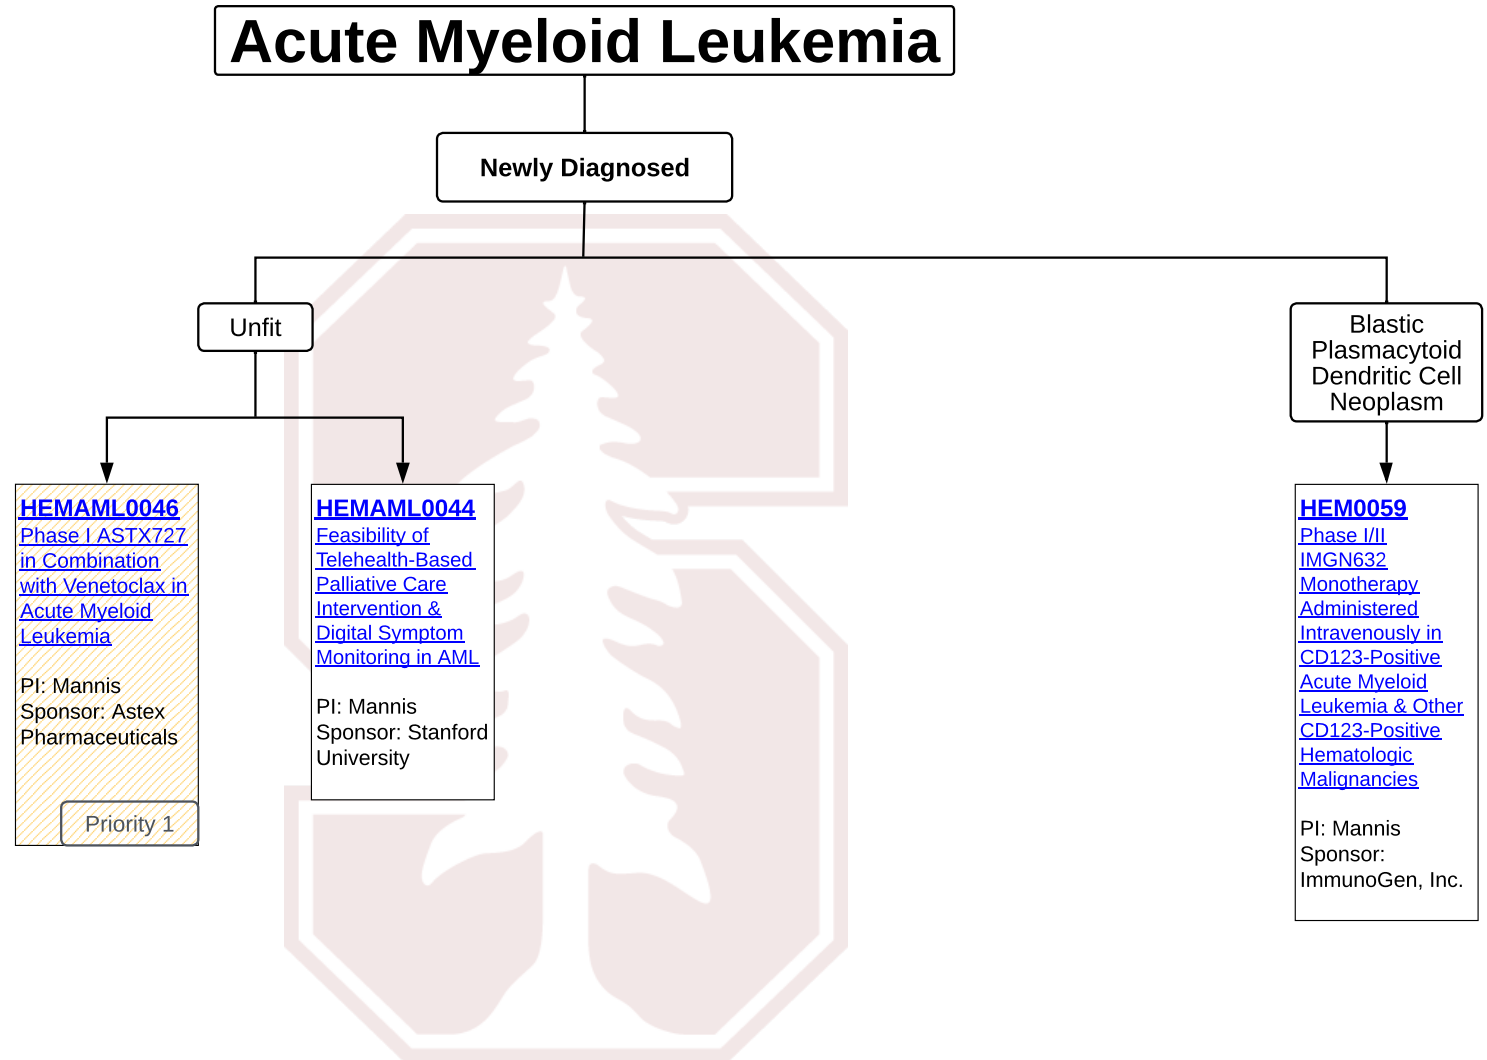 Acute Myeloid Leukemia
Newly Diagnosed
Unfit
Blastic
Plasmacytoid
Dendritic Cell
Neoplasm
HEMAML0046
Phase I ASTX727
in Combination
with Venetoclax in
Acute Myeloid
Leukemia
PI: Mannis
Sponsor: Astex
Pharmaceuticals
Priority 1
HEMAML0044
Feasibility of
Telehealth-Based
Palliative Care
Intervention &
Digital Symptom
Monitoring in AML
PI: Mannis
Sponsor: Stanford
University
HEM0059
Phase I/II
IMGN632
Monotherapy
Administered
Intravenously in
CD123-Positive
Acute Myeloid
Leukemia & Other
CD123-Positive
Hematologic
Malignancies
PI: Mannis
Sponsor:
ImmunoGen, Inc.